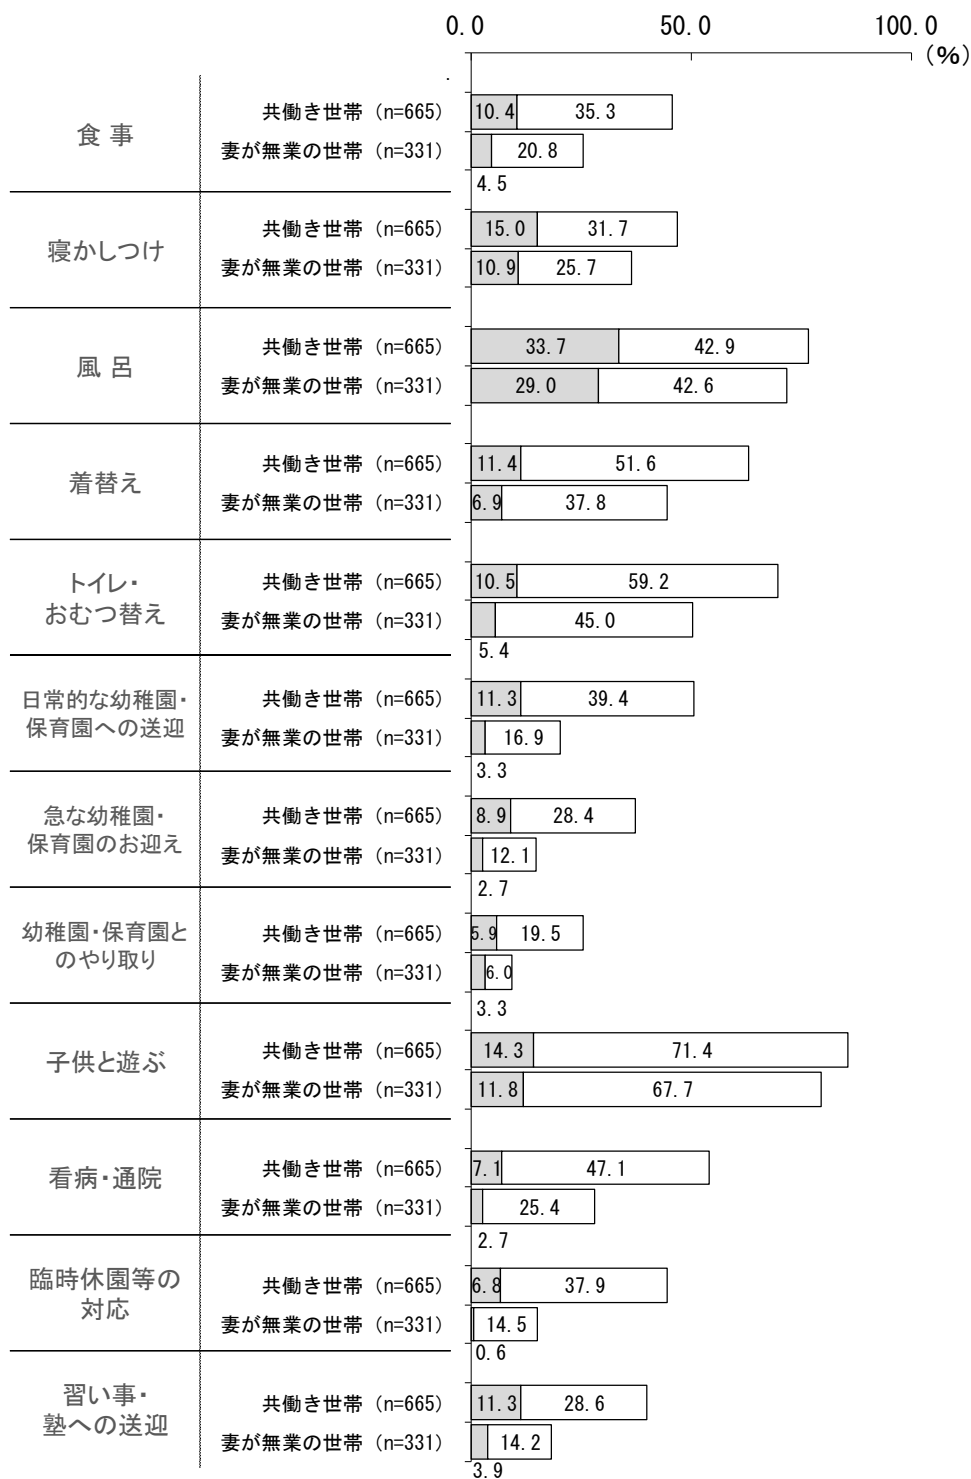 0.0 50.0 100.0
(%)
食 事
共働き世帯 (n=665) 10.4 35.3
妻が無業の世帯 (n=331) 20.8
4.5
寝かしつけ
共働き世帯 (n=665) 15.0 31.7
妻が無業の世帯 (n=331) 10.9 25.7
風 呂
共働き世帯 (n=665) 33.7 42.9
妻が無業の世帯 (n=331) 29.0 42.6
着替え
共働き世帯 (n=665) 11.4 51.6
妻が無業の世帯 (n=331) 6.9 37.8
トイレ・
おむつ替え
共働き世帯 (n=665) 10.5 59.2
妻が無業の世帯 (n=331) 45.0
5.4
日常的な幼稚園・
保育園への送迎
共働き世帯 (n=665) 11.3 39.4
妻が無業の世帯 (n=331) 16.9
3.3
急な幼稚園・
保育園のお迎え
共働き世帯 (n=665) 8.9 28.4
妻が無業の世帯 (n=331) 12.1
2.7
幼稚園・保育園と
のやり取り
共働き世帯 (n=665) 5.9 19.5
妻が無業の世帯 (n=331) 6.0
3.3
子供と遊ぶ
共働き世帯 (n=665) 14.3 71.4
妻が無業の世帯 (n=331) 11.8 67.7
看病・通院
共働き世帯 (n=665) 7.1 47.1
妻が無業の世帯 (n=331) 25.4
2.7
臨時休園等の
対応
共働き世帯 (n=665) 6.8 37.9
妻が無業の世帯 (n=331) 14.5
0.6
習い事・
塾への送迎
共働き世帯 (n=665) 11.3 28.6
妻が無業の世帯 (n=331) 14.2
3.9